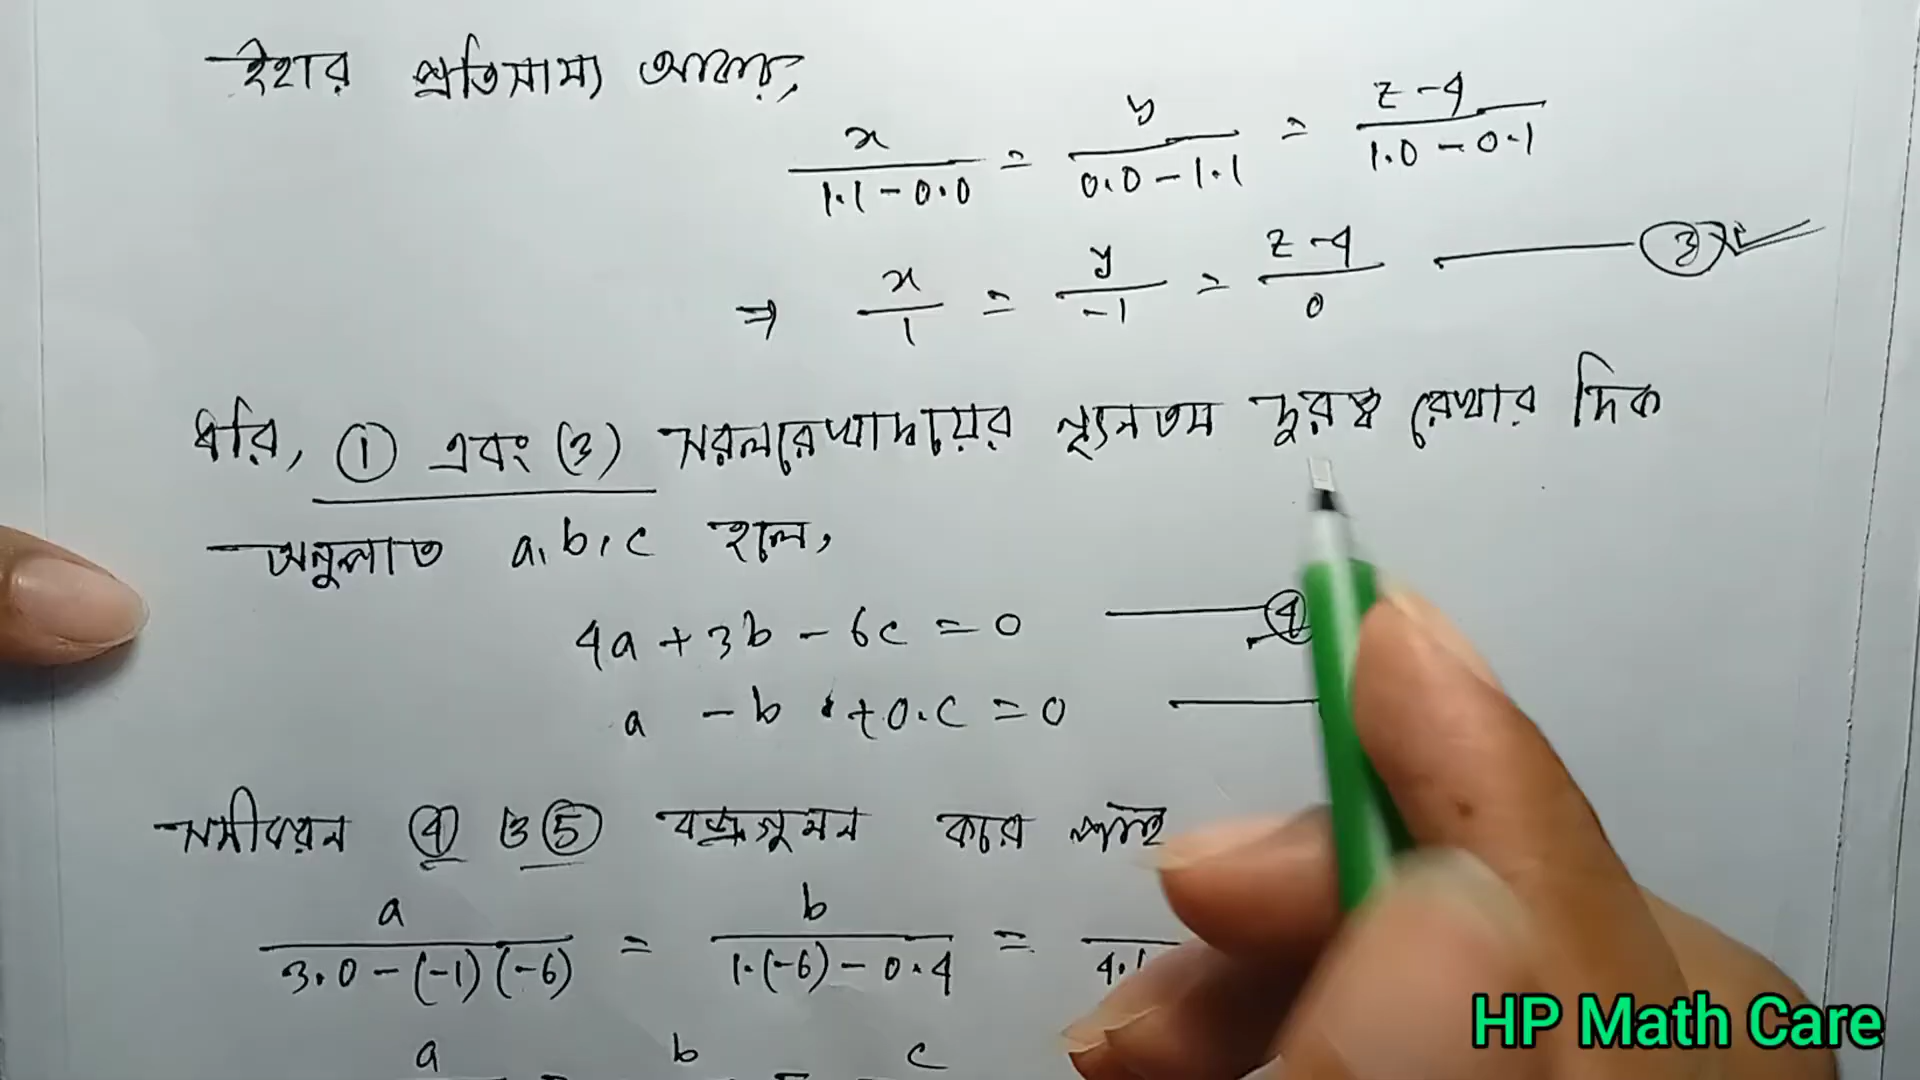 ইহার প্রতিসাম্য আকার,
x/(1.1-0.0) = y/(0.0-1.1) = (z-4)/(1.0-0.1)
⇒ x/1 = y/-1 = (z-4)/0 —— (3)
ধরি, (1) এবং (3) সরলরেখাদ্বয়ের ন্যূনতম দুরত্ব রেখার দিক
অনুপাত a, b, c হলে,
4a + 3b - 6c = 0 —— (4)
a - b + 0.c = 0 ——
সমীকরন (4) ও (5) বজ্রগুনন করে পাই
a/(3.0-(-1)(-6)) = b/(1.(-6)-0.4) =
a b c
HP Math Care